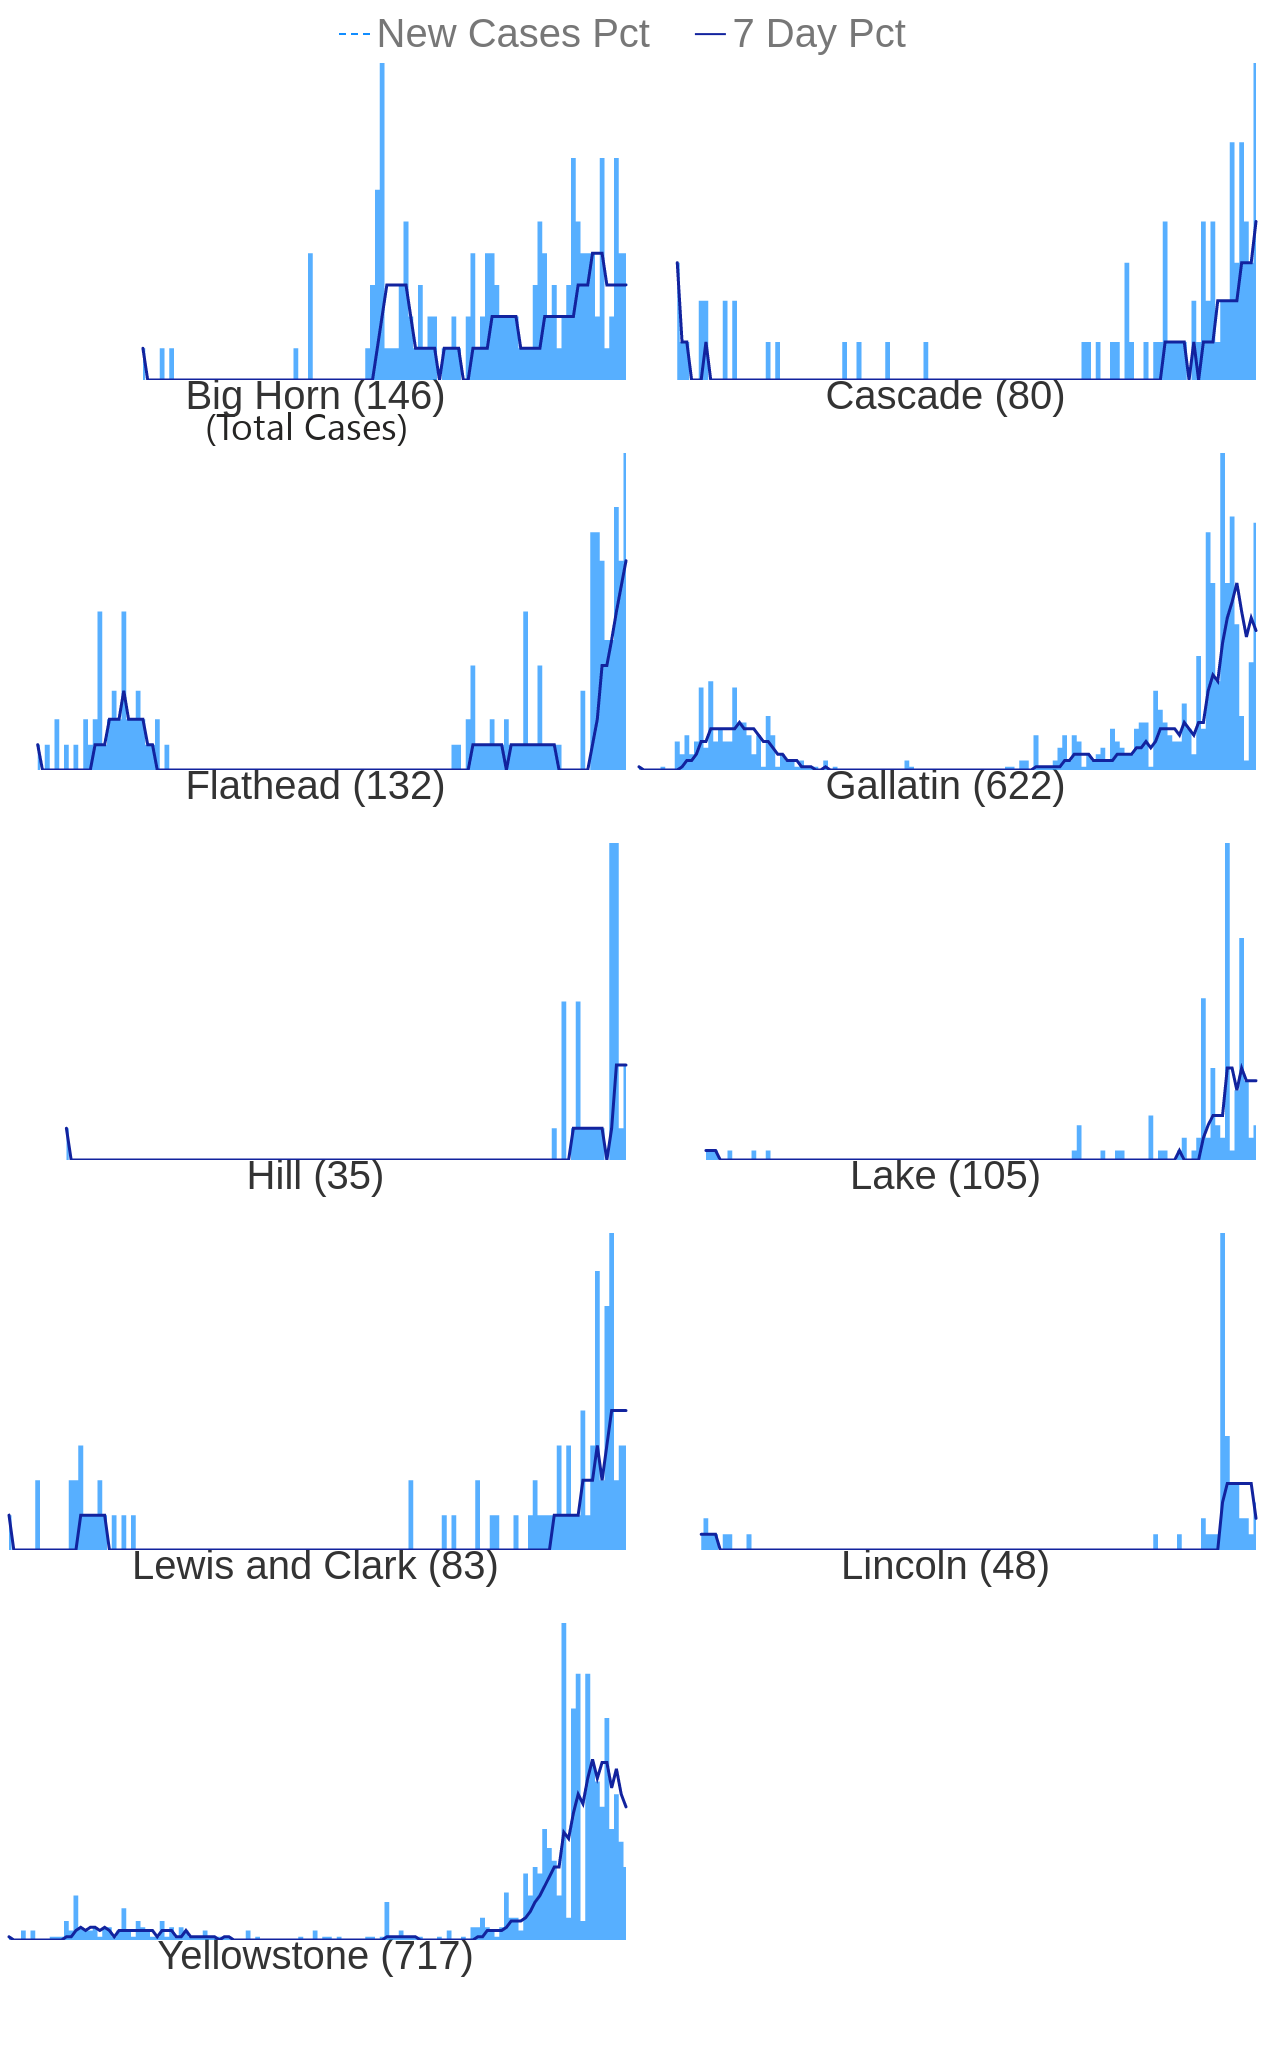 New Cases Pct 7 Day Pct
Big Horn (146) Cascade (80)
(Total Cases)
Flathead (132) Gallatin (622)
Hill (35) Lake (105)
Lewis and Clark (83) Lincoln (48)
Yellowstone (717)